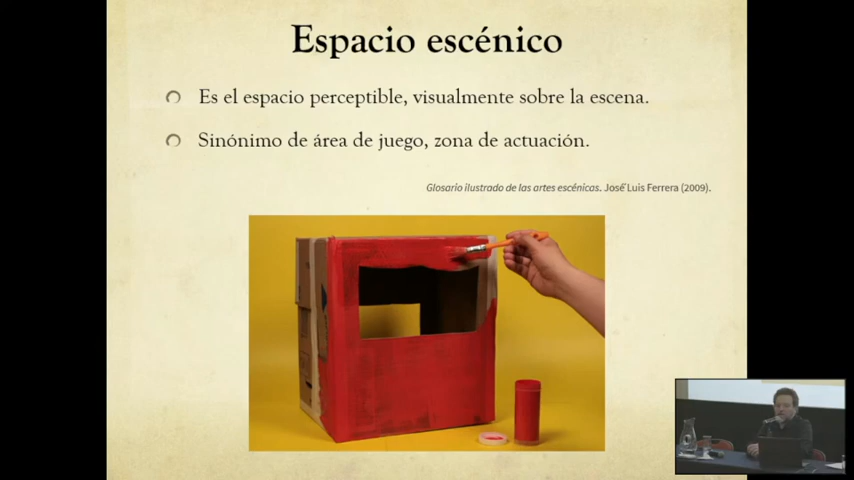 Espacio escénico
Es el espacio perceptible, visualmente sobre la escena.
Sinónimo de área de juego, zona de actuación.
Glosario ilustrado de las artes escénicas. José Luis Ferrera (2009).